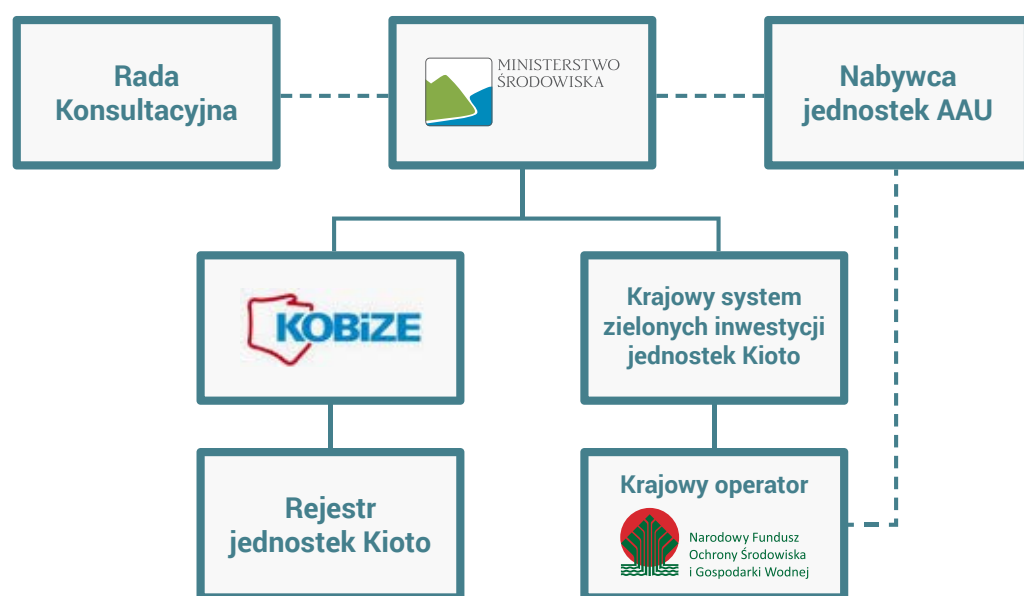 Rada
Konsultacyjna
MINISTERSTWO
ŚRODOWISKA
Nabywca
jednostek AAU
KOBiZE
Krajowy system
zielonych inwestycji
jednostek Kioto
Rejestr
jednostek Kioto
Krajowy operator
Narodowy Fundusz
Ochrony Środowiska
i Gospodarki Wodnej